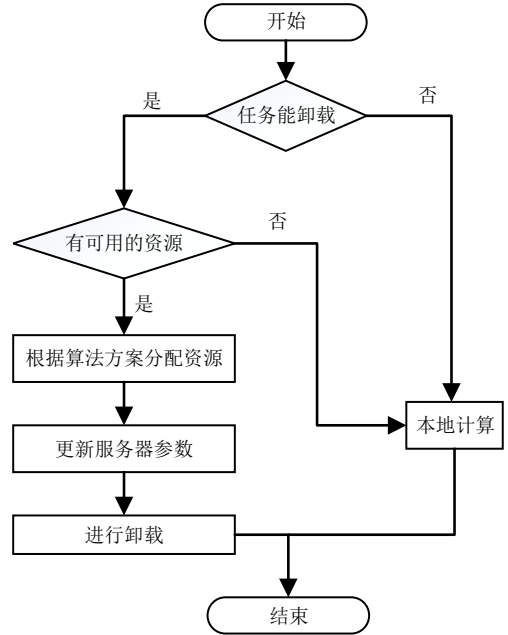 开始
任务能卸载
是
否
有可用的资源
否
是
根据算法方案分配资源
本地计算
更新服务器参数
进行卸载
结束